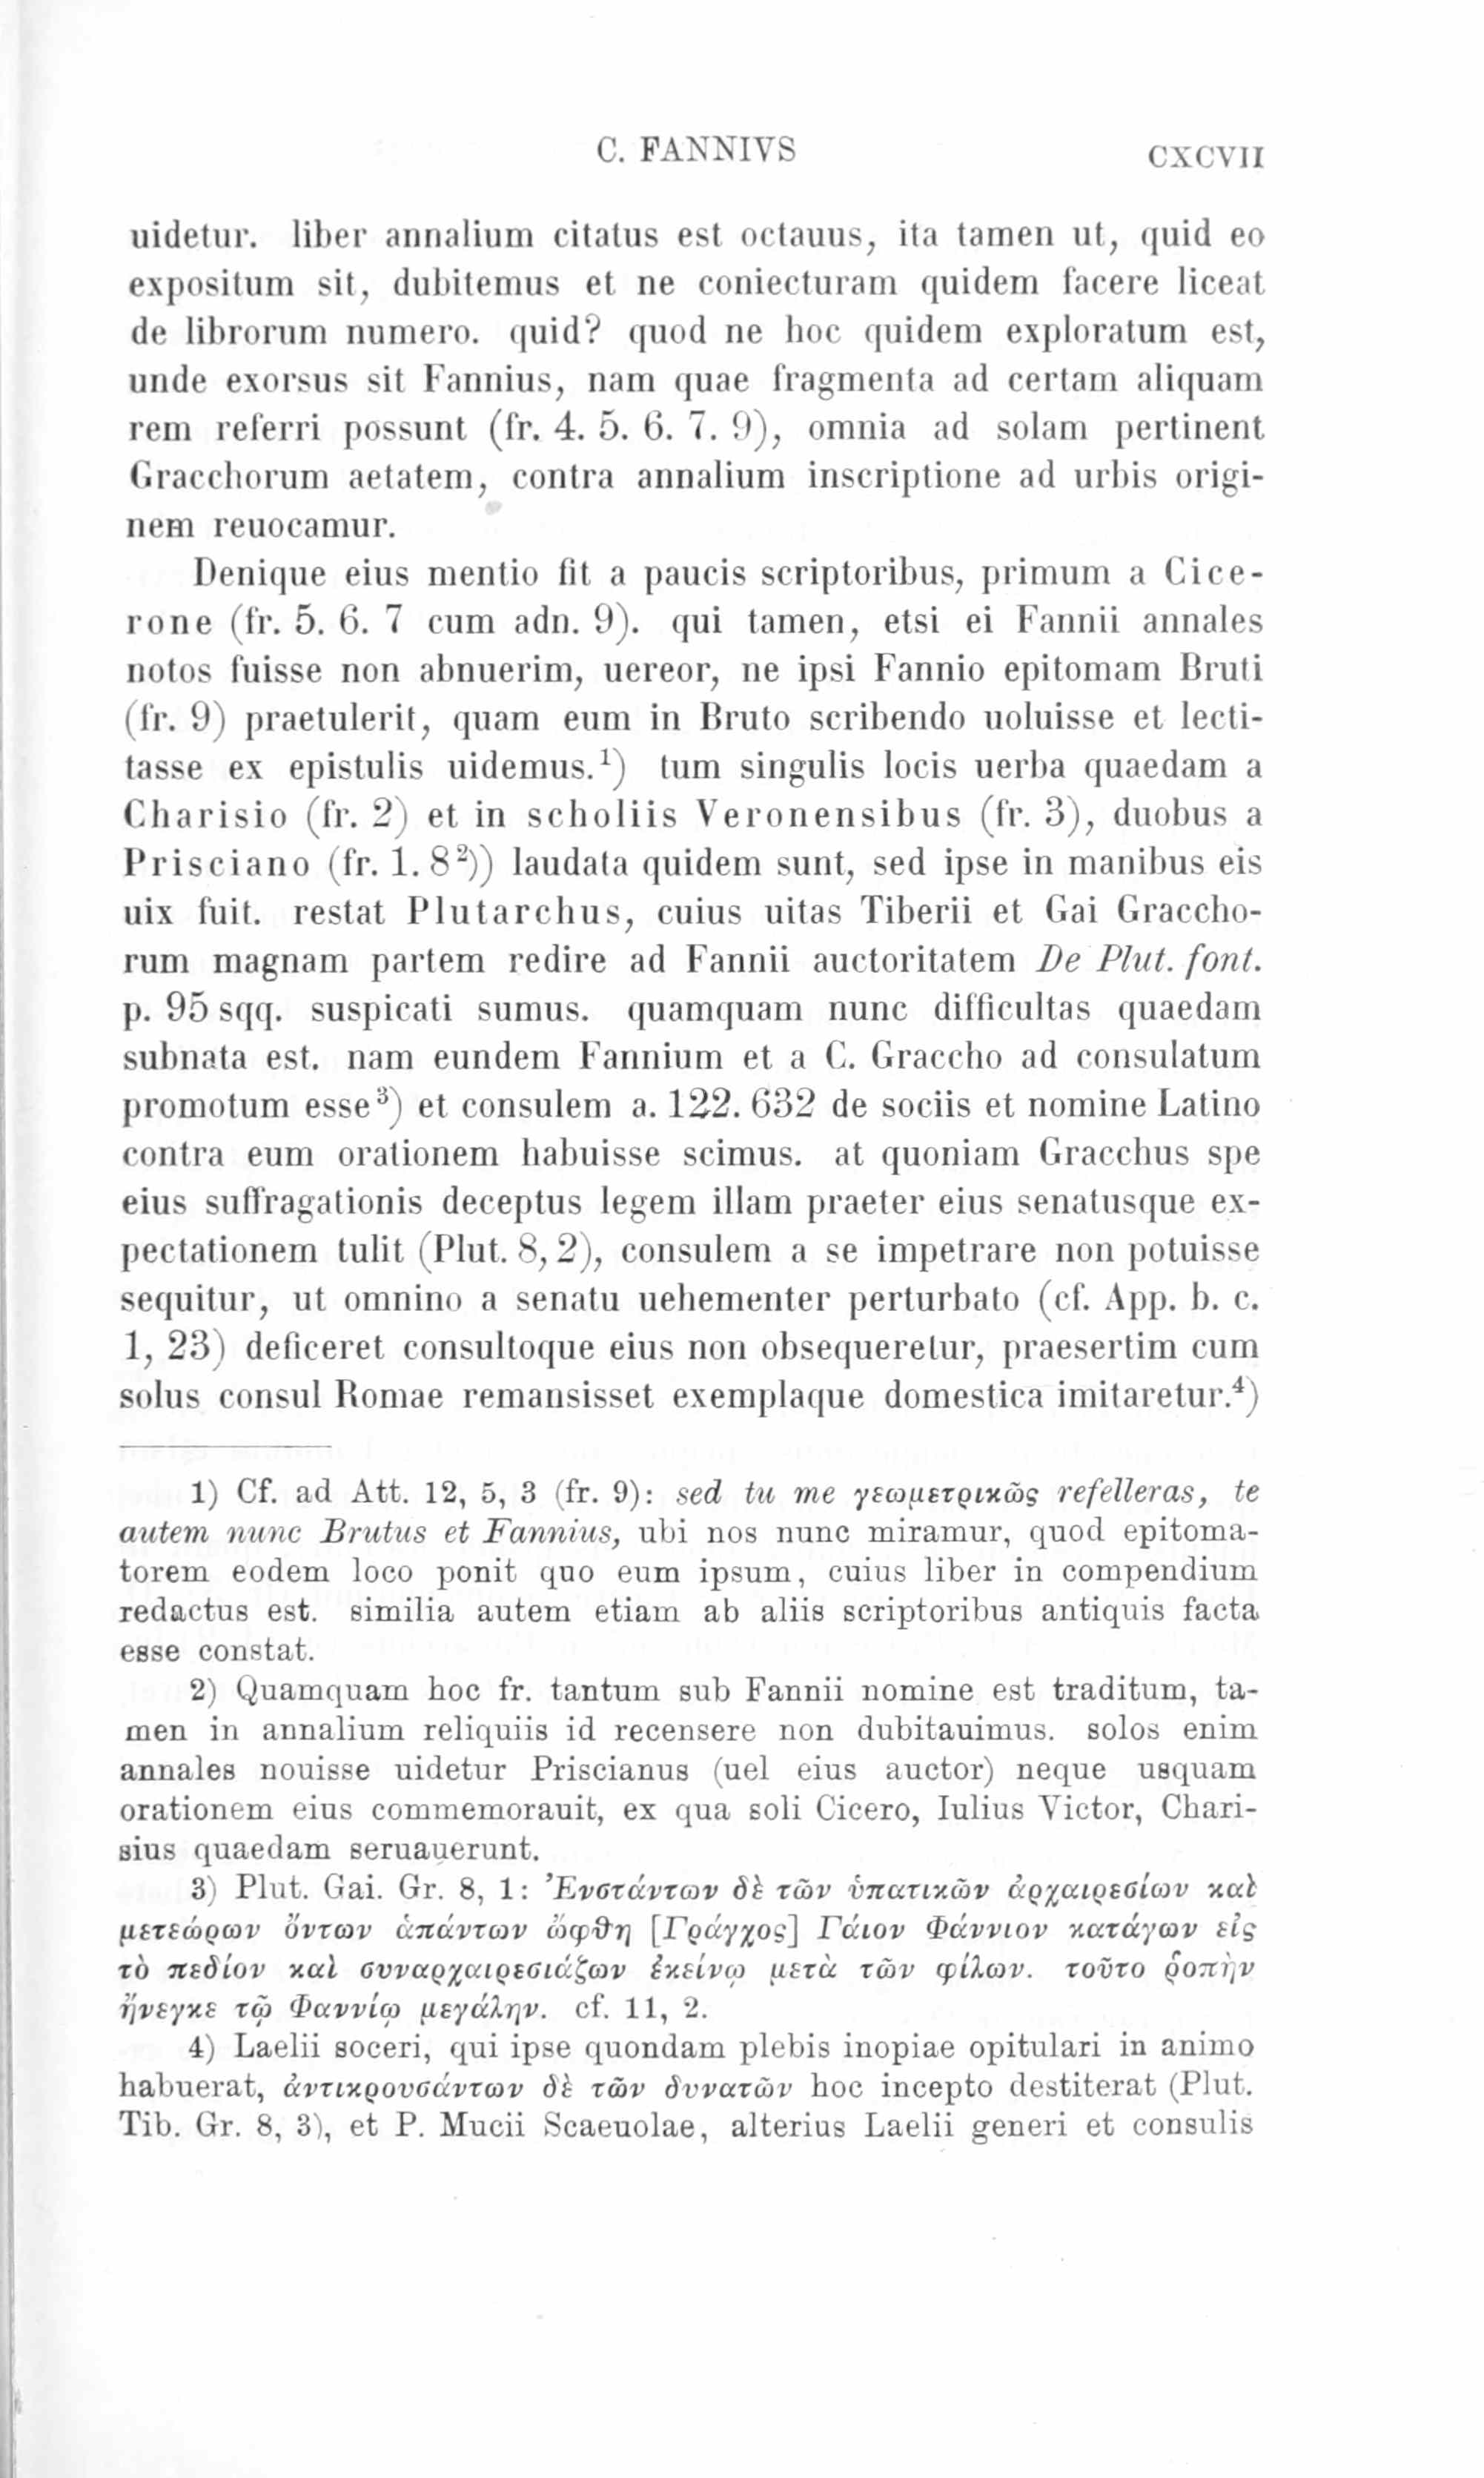 C. FANNIVS CXCVII
uidetur. liber annalium citatus est octauus, ita tamen ut, quid eo
expositum sit, dubitemus et ne coniecturam quidem facere liceat
de librorum numero. quid? quod ne hoc quidem exploratum est,
unde exorsus sit Fannius, nam quae fragmenta ad certam aliquam
rem referri possunt (fr. 4. 5. 6. 7. 9), omnia ad solam pertinent
Gracchorum aetatem, contra annalium inscriptione ad urbis origi-
nem reuocamur.
Denique eius mentio fit a paucis scriptoribus, primum a Cice-
rone (fr. 5. 6. 7 cum adn. 9). qui tamen, etsi ei Fannii annales
notos fuisse non abnuerim, uereor, ne ipsi Fannio epitomam Bruti
(fr. 9) praetulerit, quam eum in Bruto scribendo uoluisse et lecti-
tasse ex epistulis uidemus.¹) tum singulis locis uerba quaedam a
Charisio (fr. 2) et in scholiis Veronensibus (fr. 3), duobus a
Prisciano (fr. 1. 8²)) laudata quidem sunt, sed ipse in manibus eis
uix fuit. restat Plutarchus, cuius uitas Tiberii et Gai Graccho-
rum magnam partem redire ad Fannii auctoritatem De Plut. font.
p. 95 sqq. suspicati sumus. quamquam nunc difficultas quaedam
subnata est. nam eundem Fannium et a C. Graccho ad consulatum
promotum esse³) et consulem a. 122. 632 de sociis et nomine Latino
contra eum orationem habuisse scimus. at quoniam Gracchus spe
eius suffragationis deceptus legem illam praeter eius senatusque ex-
pectationem tulit (Plut. 8, 2), consulem a se impetrare non potuisse
sequitur, ut omnino a senatu uehementer perturbato (cf. App. b. c.
1, 23) deficeret consultoque eius non obsequeretur, praesertim cum
solus consul Romae remansisset exemplaque domestica imitaretur.⁴)
1) Cf. ad Att. 12, 5, 3 (fr. 9): sed tu me γεωμετρικῶς refelleras, te
autem nunc Brutus et Fannius, ubi nos nunc miramur, quod epitoma-
torem eodem loco ponit quo eum ipsum, cuius liber in compendium
redactus est. similia autem etiam ab aliis scriptoribus antiquis facta
esse constat.
2) Quamquam hoc fr. tantum sub Fannii nomine est traditum, ta-
men in annalium reliquiis id recensere non dubitauimus. solos enim
annales nouisse uidetur Priscianus (uel eius auctor) neque usquam
orationem eius commemorauit, ex qua soli Cicero, Iulius Victor, Chari-
sius quaedam seruauerunt.
3) Plut. Gai. Gr. 8, 1: Ἐνστάντων δὲ τῶν ὑπατικῶν ἀρχαιρεσίων καὶ
μετεώρων ὄντων ἁπάντων ὤφϑη [Γράγχος] Γάιον Φάννιον κατάγων εἰς
τὸ πεδίον καὶ συναρχαιρεσιάζων ἐκείνῳ μετὰ τῶν φίλων. τοῦτο ῥοπὴν
ἤνεγκε τῷ Φαννίῳ μεγάλην. cf. 11, 2.
4) Laelii soceri, qui ipse quondam plebis inopiae opitulari in animo
habuerat, ἀντικρουσάντων δὲ τῶν δυνατῶν hoc incepto destiterat (Plut.
Tib. Gr. 8, 3), et P. Mucii Scaeuolae, alterius Laelii generi et consulis